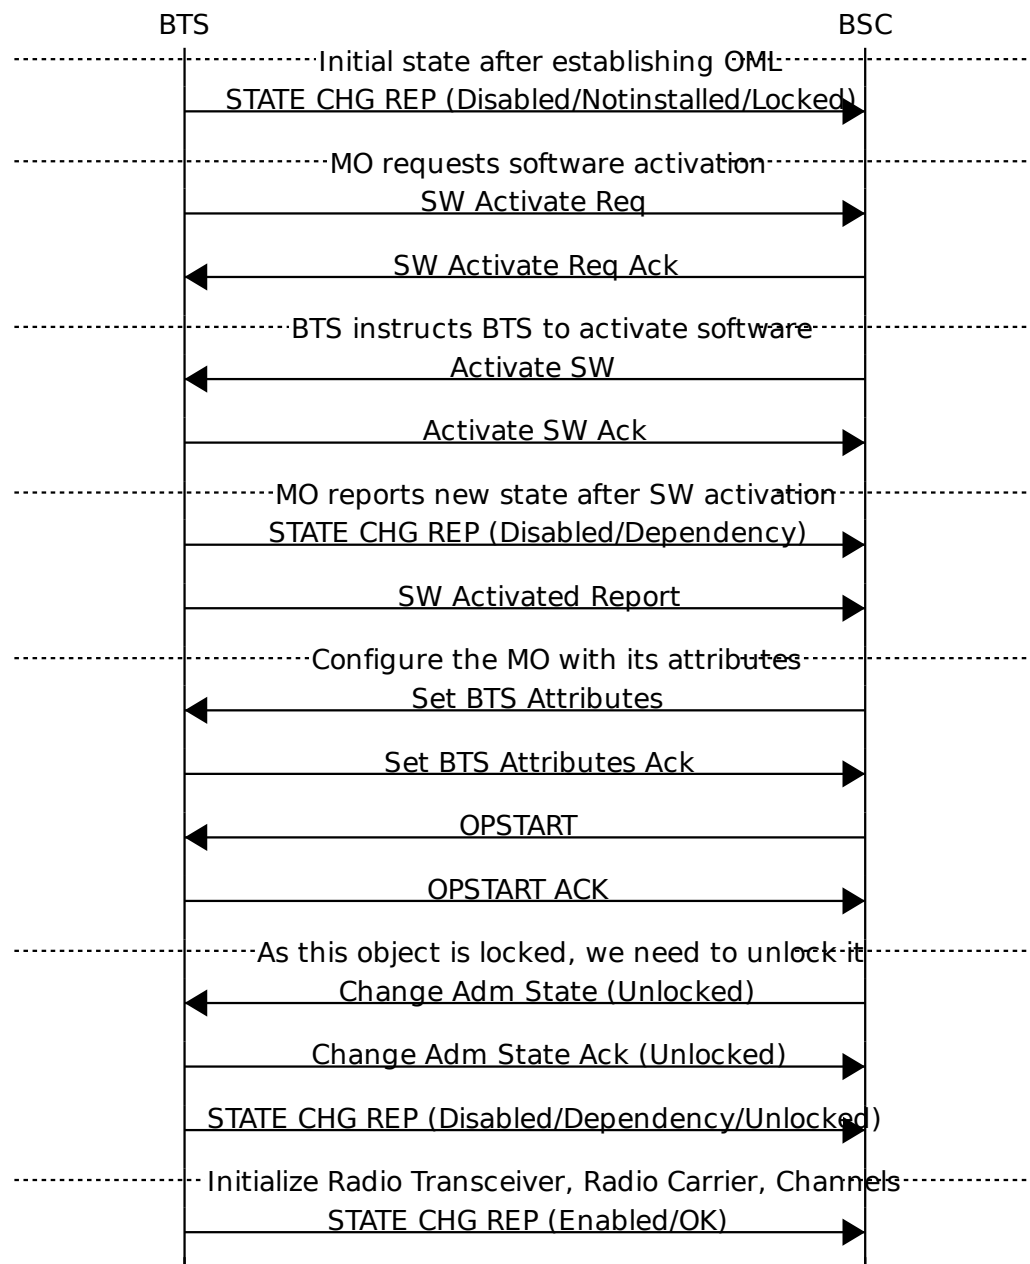 BTS BSC
Initial state after establishing OML
STATE CHG REP (Disabled/Notinstalled/Locked)
MO requests software activation
SW Activate Req
SW Activate Req Ack
BTS instructs BTS to activate software
Activate SW
Activate SW Ack
MO reports new state after SW activation
STATE CHG REP (Disabled/Dependency)
SW Activated Report
Configure the MO with its attributes
Set BTS Attributes
Set BTS Attributes Ack
OPSTART
OPSTART ACK
As this object is locked, we need to unlock it
Change Adm State (Unlocked)
Change Adm State Ack (Unlocked)
STATE CHG REP (Disabled/Dependency/Unlocked)
Initialize Radio Transceiver, Radio Carrier, Channels
STATE CHG REP (Enabled/OK)